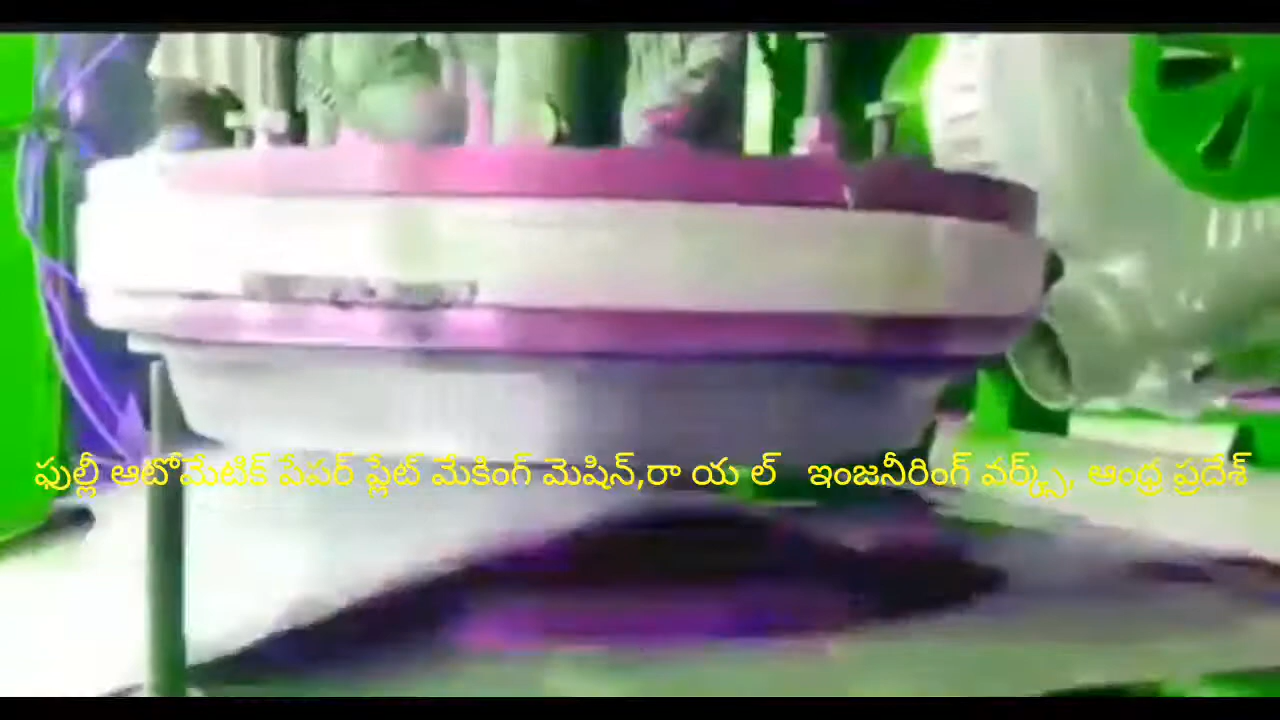 ఫుల్లీ ఆటోమేటిక్ పేపర్ ప్లేట్ మేకింగ్ మెషిన్,రా య ల్ ఇంజనీరింగ్ వర్క్స్, ఆంధ్ర ప్రదేశ్